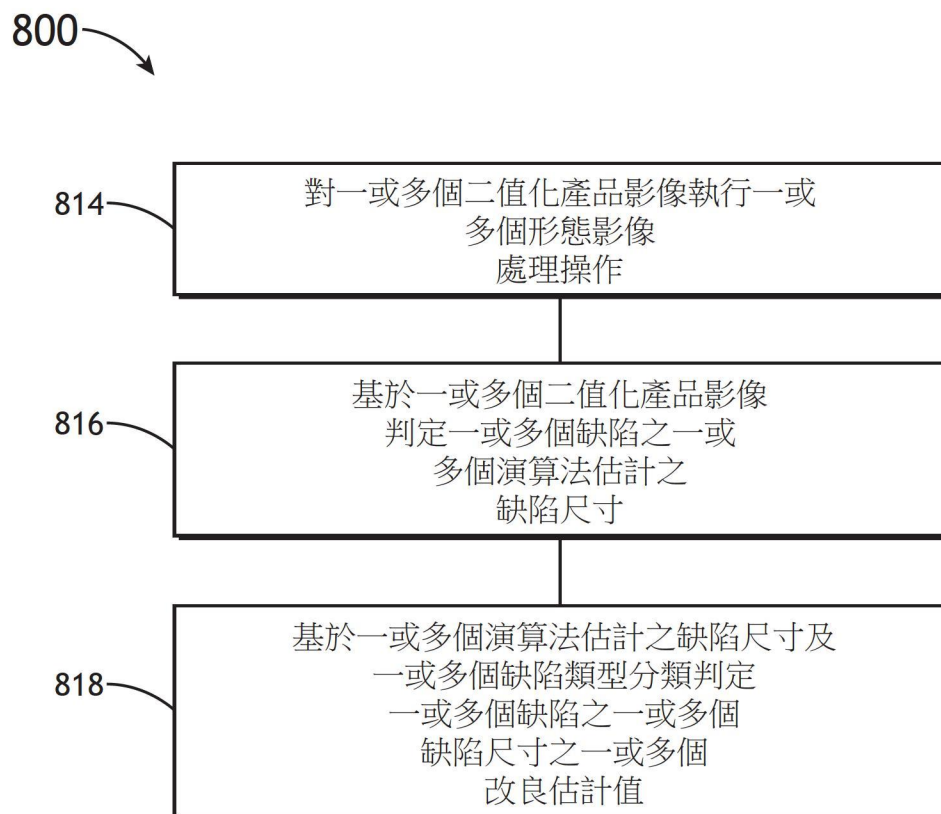 800
814
對一或多個二值化產品影像執行一或
多個形態影像
處理操作
816
基於一或多個二值化產品影像
判定一或多個缺陷之一或
多個演算法估計之
缺陷尺寸
818
基於一或多個演算法估計之缺陷尺寸及
一或多個缺陷類型分類判定
一或多個缺陷之一或多個
缺陷尺寸之一或多個
改良估計值